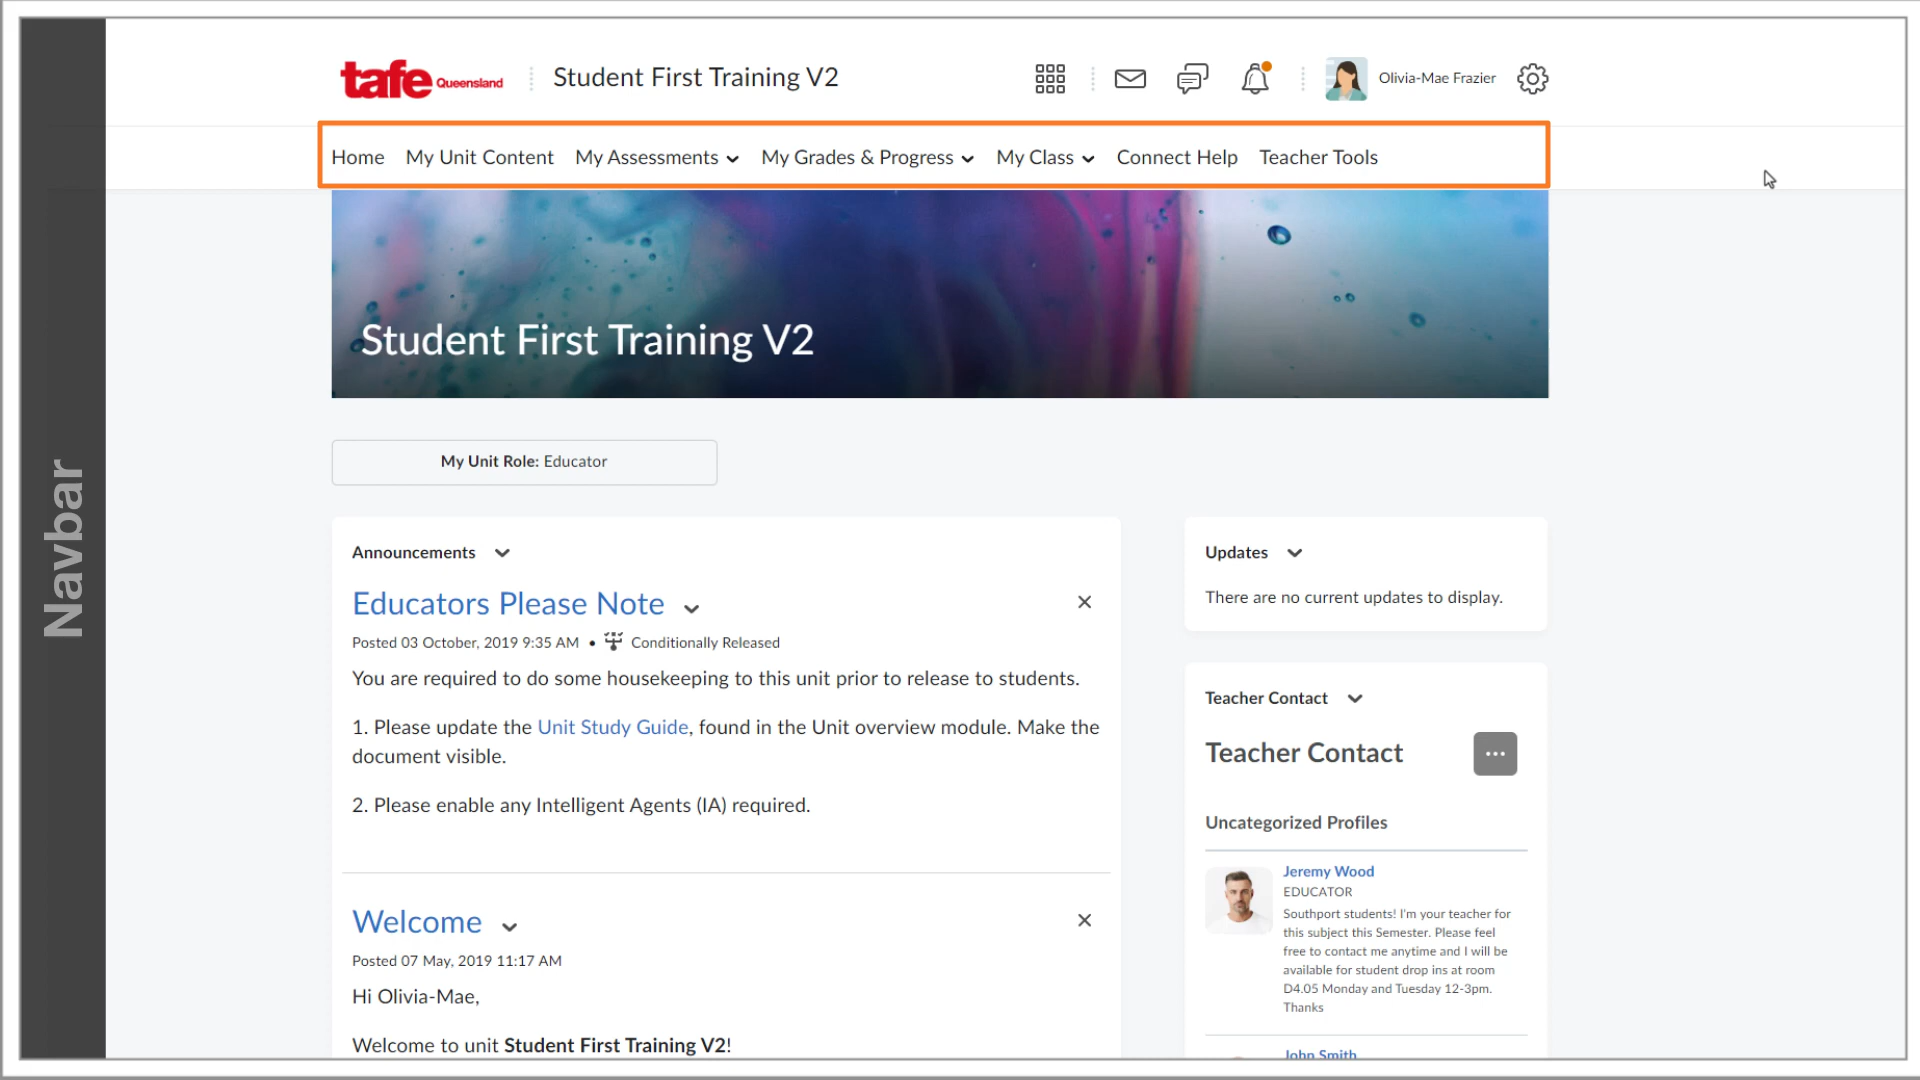 tafe Queensland
Student First Training V2
Olivia-Mae Frazier
Home My Unit Content My Assessments My Grades & Progress My Class Connect Help Teacher Tools
Student First Training V2
Navbar
My Unit Role: Educator
Announcements
Educators Please Note
Posted 03 October, 2019 9:35 AM • Conditionally Released
You are required to do some housekeeping to this unit prior to release to students.
1. Please update the Unit Study Guide, found in the Unit overview module. Make the
document visible.
2. Please enable any Intelligent Agents (IA) required.
Welcome
Posted 07 May, 2019 11:17 AM
Hi Olivia-Mae,
Welcome to unit Student First Training V2!
Updates
There are no current updates to display.
Teacher Contact
Teacher Contact
Uncategorized Profiles
Jeremy Wood
EDUCATOR
Southport students! I'm your teacher for
this subject this Semester. Please feel
free to contact me anytime and I will be
available for student drop ins at room
D4.05 Monday and Tuesday 12-3pm.
Thanks
John Smith